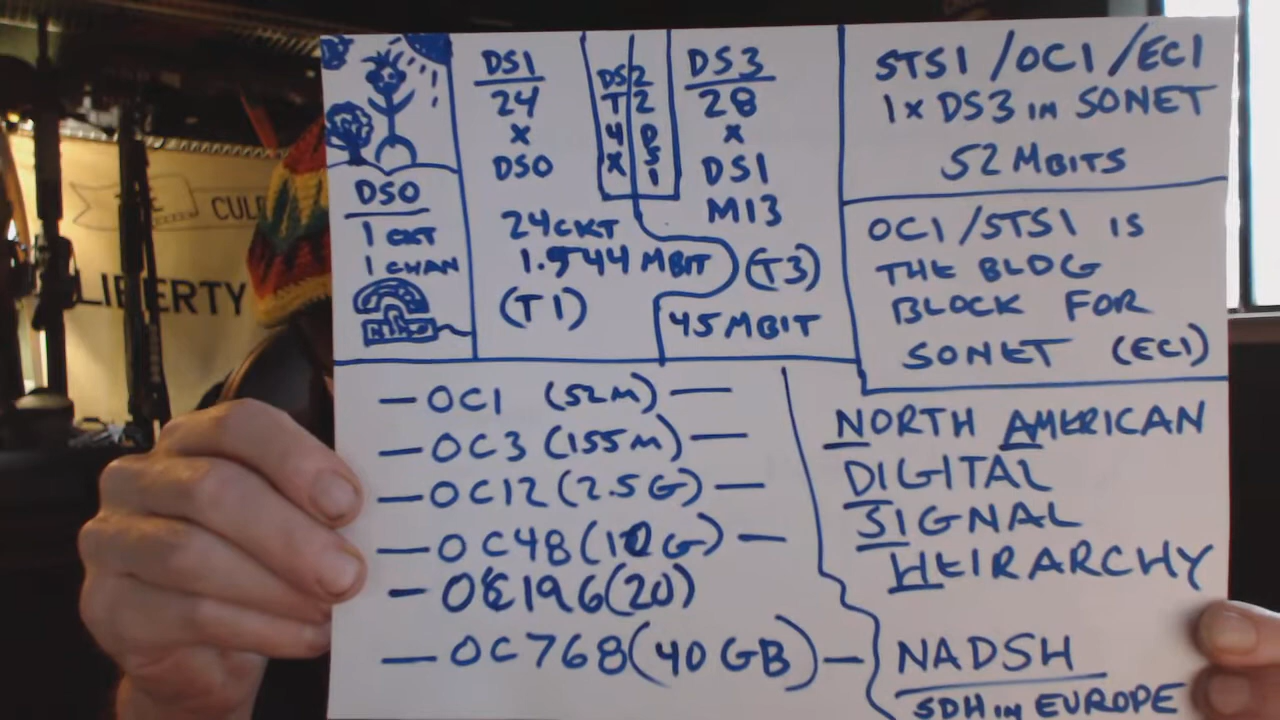 DS0
1 CKT
1 CHAN
DS1
24
X
DS0
24CKT
1.544 MBIT
(T1)
DS2
T2
4 D
X S
1
DS3
28
X
DS1
M13
(T3)
45 MBIT
STS1 / OC1 / EC1
1 X DS3 IN SONET
52 MBITS
OC1/STS1 IS
THE BLDG
BLOCK FOR
SONET (EC1)
— OC1 (52M) —
— OC3 (155M) —
— OC12 (2.5G) —
— OC48 (10G) —
— OC196 (20)
— OC768 (40 GB) —
NORTH AMERICAN
DIGITAL
SIGNAL
HEIRARCHY
NADSH
SDH IN EUROPE
LIBERTY